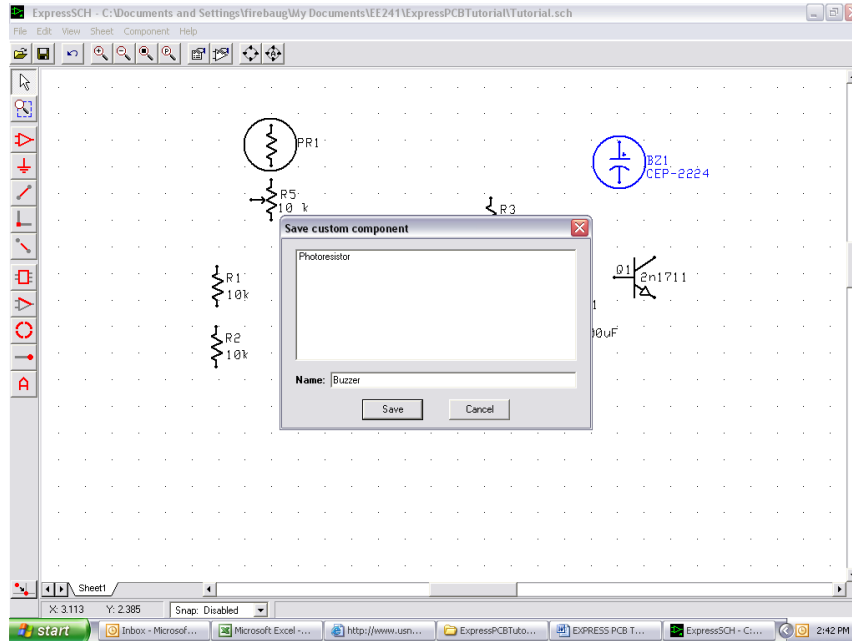 ExpressSCH - C:\Documents and Settings\firebaug\My Documents\EE241\ExpressPCBTutorial\Tutorial.sch
File Edit View Sheet Component Help
PR1
BZ1
CEP-2224
R5
10 k
R3
Save custom component
Photoresistor
Q1
2n1711
R1
10k
1
00uF
R2
10k
Name: Buzzer
Save Cancel
A
Sheet1
X: 3.113 Y: 2.385 Snap: Disabled
start Inbox - Microsof... Microsoft Excel -... http://www.usn... ExpressPCBTuto... EXPRESS PCB T... ExpressSCH - C:... 2:42 PM